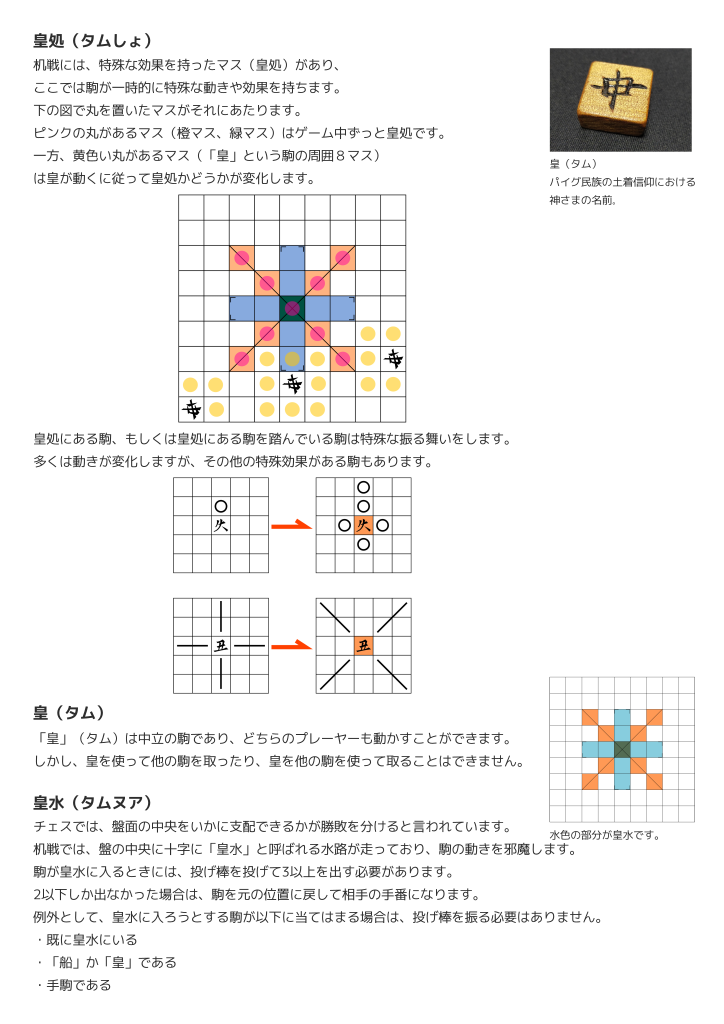 皇処（タムしょ）
机戦には、特殊な効果を持ったマス（皇処）があり、
ここでは駒が一時的に特殊な動きや効果を持ちます。
下の図で丸を置いたマスがそれにあたります。
ピンクの丸があるマス（橙マス、緑マス）はゲーム中ずっと皇処です。
一方、黄色い丸があるマス（「皇」という駒の周囲８マス）
は皇が動くに従って皇処かどうかが変化します。
皇（タム）
パイグ民族の土着信仰における
神さまの名前。
皇処にある駒、もしくは皇処にある駒を踏んでいる駒は特殊な振る舞いをします。
多くは動きが変化しますが、その他の特殊効果がある駒もあります。
丑
丑
皇（タム）
「皇」（タム）は中立の駒であり、どちらのプレーヤーも動かすことができます。
しかし、皇を使って他の駒を取ったり、皇を他の駒を使って取ることはできません。
皇水（タムヌア）
チェスでは、盤面の中央をいかに支配できるかが勝敗を分けると言われています。
机戦では、盤の中央に十字に「皇水」と呼ばれる水路が走っており、駒の動きを邪魔します。
駒が皇水に入るときには、投げ棒を投げて3以上を出す必要があります。
2以下しか出なかった場合は、駒を元の位置に戻して相手の手番になります。
例外として、皇水に入ろうとする駒が以下に当てはまる場合は、投げ棒を振る必要はありません。
・既に皇水にいる
・「船」か「皇」である
・手駒である
水色の部分が皇水です。